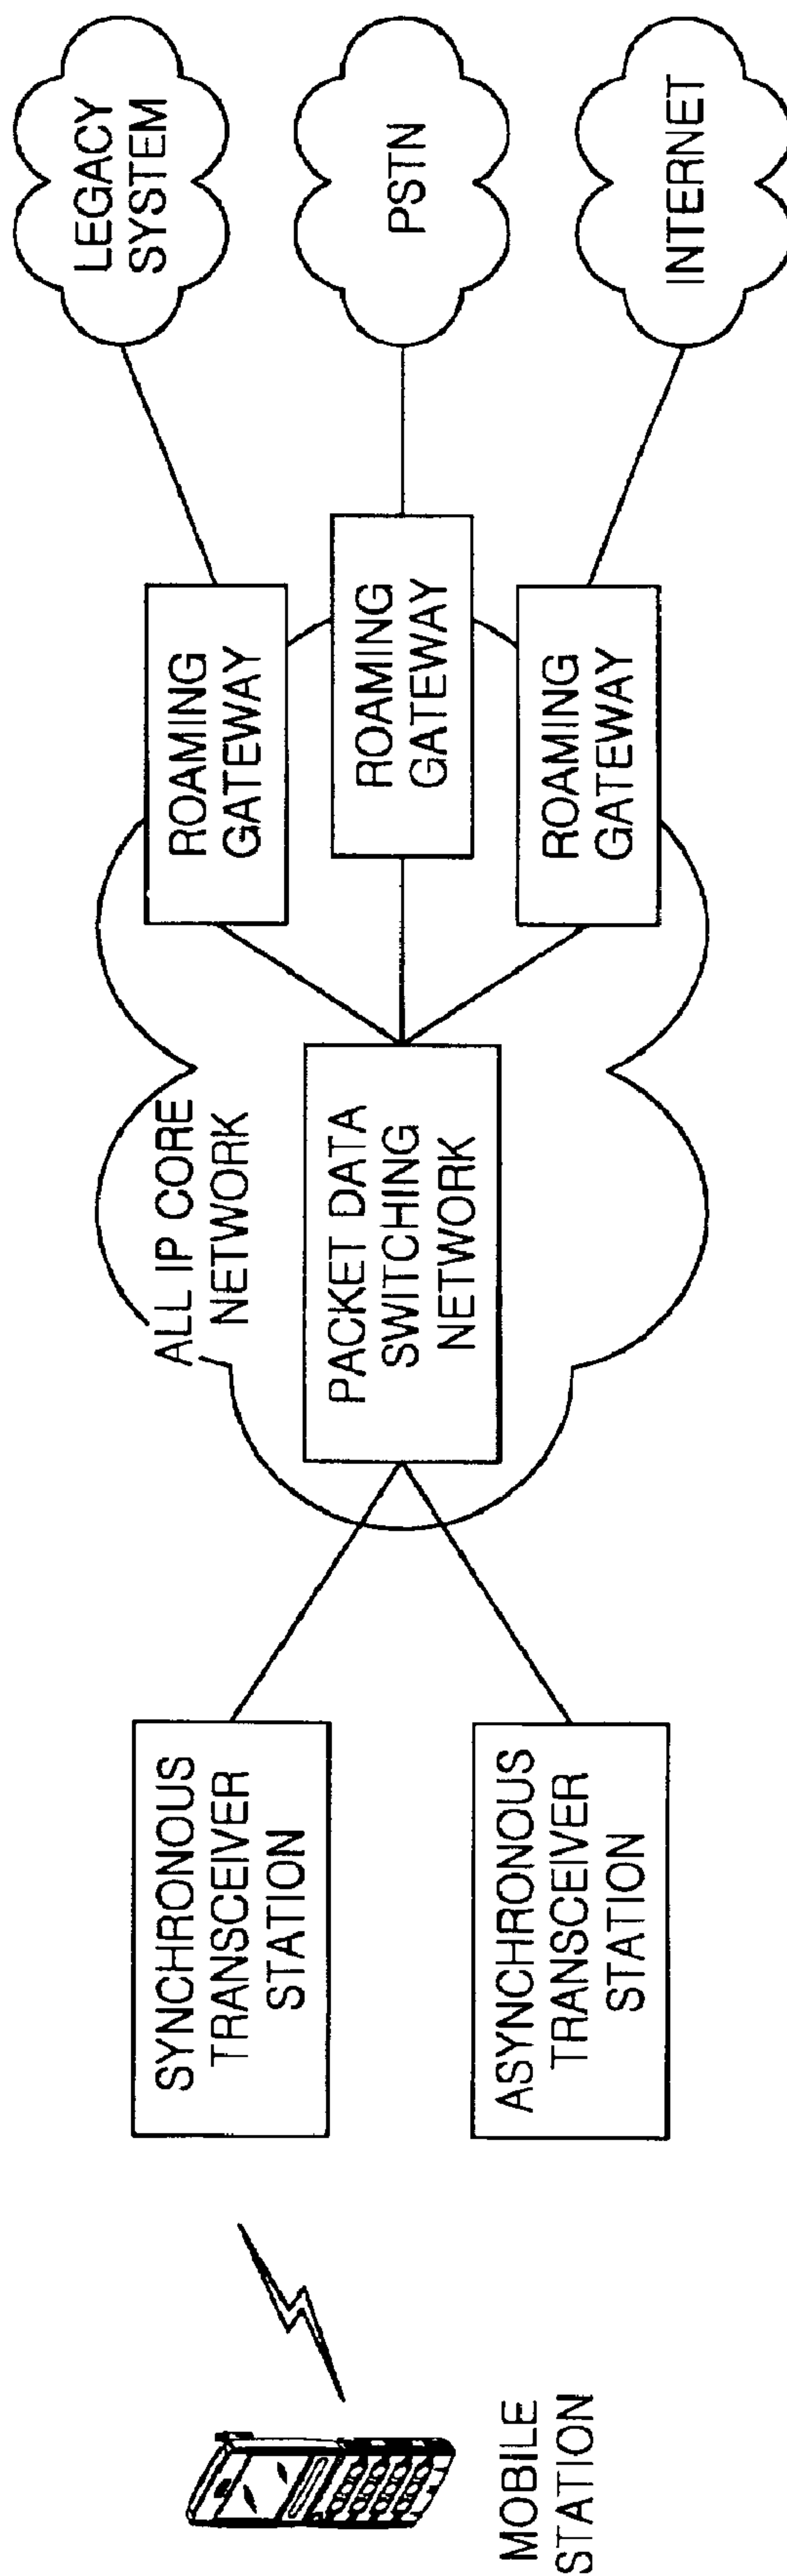 MOBILE
STATION
SYNCHRONOUS
TRANSCEIVER
STATION
ASYNCHRONOUS
TRANSCEIVER
STATION
ALL IP CORE
NETWORK
PACKET DATA
SWITCHING
NETWORK
ROAMING
GATEWAY
ROAMING
GATEWAY
ROAMING
GATEWAY
LEGACY
SYSTEM
PSTN
INTERNET